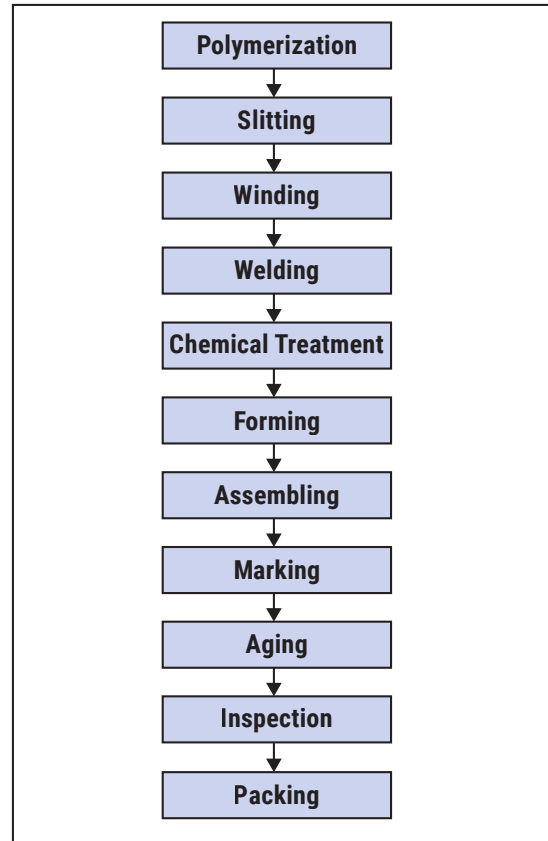 Polymerization
Slitting
Winding
Welding
Chemical Treatment
Forming
Assembling
Marking
Aging
Inspection
Packing